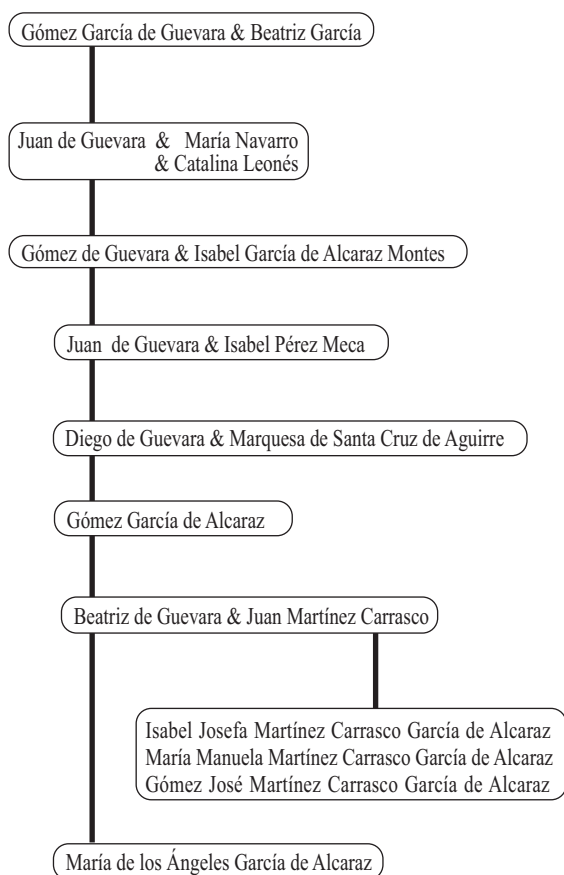 Gómez García de Guevara & Beatriz García
Juan de Guevara & María Navarro
& Catalina Leonés
Gómez de Guevara & Isabel García de Alcaraz Montes
Juan de Guevara & Isabel Pérez Meca
Diego de Guevara & Marquesa de Santa Cruz de Aguirre
Gómez García de Alcaraz
Beatriz de Guevara & Juan Martínez Carrasco
Isabel Josefa Martínez Carrasco García de Alcaraz
María Manuela Martínez Carrasco García de Alcaraz
Gómez José Martínez Carrasco García de Alcaraz
María de los Ángeles García de Alcaraz